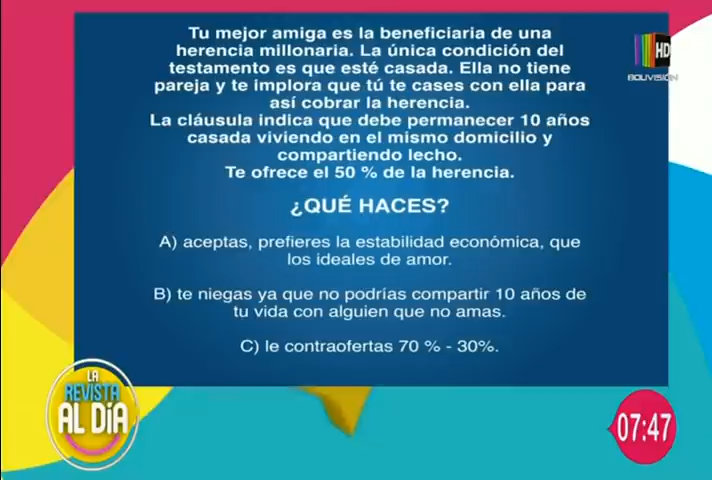 Tu mejor amiga es la beneficiaria de una
herencia millonaria. La única condición del
testamento es que esté casada. Ella no tiene
pareja y te implora que tú te cases con ella para
así cobrar la herencia.
La cláusula indica que debe permanecer 10 años
casada viviendo en el mismo domicilio y
compartiendo lecho.
Te ofrece el 50 % de la herencia.
¿QUÉ HACES?
A) aceptas, prefieres la estabilidad económica, que
los ideales de amor.
B) te niegas ya que no podrías compartir 10 años de
tu vida con alguien que no amas.
C) le contraofertas 70 % - 30%.
HD
BOLIVISIÓN
LA
REVISTA
AL DÍA
07:47